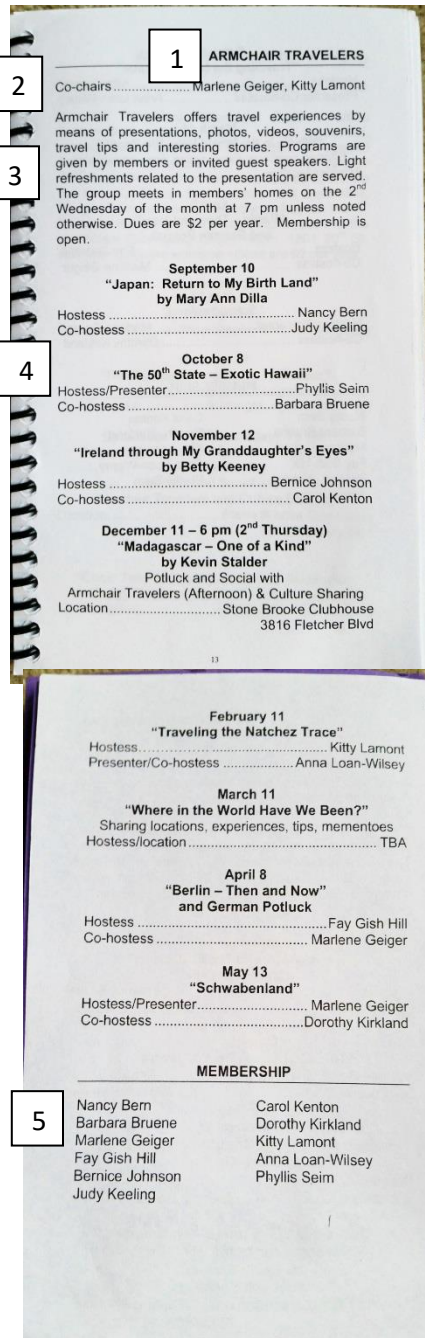 1
ARMCHAIR TRAVELERS
2
Co-chairs ................... Marlene Geiger, Kitty Lamont
Armchair Travelers offers travel experiences by
means of presentations, photos, videos, souvenirs,
travel tips and interesting stories. Programs are
3
given by members or invited guest speakers. Light
refreshments related to the presentation are served.
The group meets in members' homes on the 2nd
Wednesday of the month at 7 pm unless noted
otherwise. Dues are $2 per year. Membership is
open.
September 10
"Japan: Return to My Birth Land"
by Mary Ann Dilla
Hostess ............................................ Nancy Bern
Co-hostess ........................................Judy Keeling
4
October 8
"The 50th State – Exotic Hawaii"
Hostess/Presenter...............................Phyllis Seim
Co-hostess ....................................Barbara Bruene
November 12
"Ireland through My Granddaughter's Eyes"
by Betty Keeney
Hostess ...................................... Bernice Johnson
Co-hostess ........................................ Carol Kenton
December 11 – 6 pm (2nd Thursday)
"Madagascar – One of a Kind"
by Kevin Stalder
Potluck and Social with
Armchair Travelers (Afternoon) & Culture Sharing
Location ........................... Stone Brooke Clubhouse
3816 Fletcher Blvd
13
February 11
"Traveling the Natchez Trace"
Hostess............................................ Kitty Lamont
Presenter/Co-hostess .................Anna Loan-Wilsey
March 11
"Where in the World Have We Been?"
Sharing locations, experiences, tips, mementoes
Hostess/location.................................................. TBA
April 8
"Berlin – Then and Now"
and German Potluck
Hostess .............................................Fay Gish Hill
Co-hostess .................................... Marlene Geiger
May 13
"Schwabenland"
Hostess/Presenter........................... Marlene Geiger
Co-hostess ...................................Dorothy Kirkland
MEMBERSHIP
5
Nancy Bern
Barbara Bruene
Marlene Geiger
Fay Gish Hill
Bernice Johnson
Judy Keeling
Carol Kenton
Dorothy Kirkland
Kitty Lamont
Anna Loan-Wilsey
Phyllis Seim